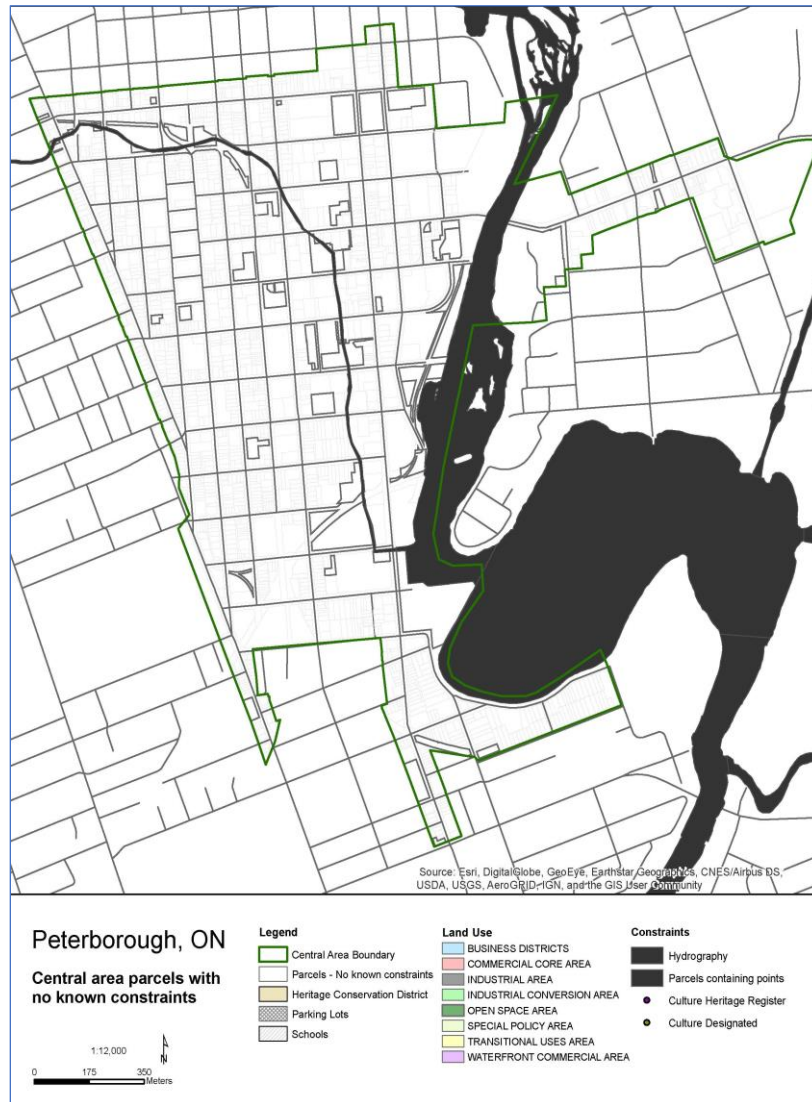 Source: Esri, DigitalGlobe, GeoEye, Earthstar Geographics, CNES/Airbus DS,
USDA, USGS, AeroGRID, IGN, and the GIS User Community
Peterborough, ON
Central area parcels with
no known constraints
1:12,000
N
0 175 350
Meters
Legend
Central Area Boundary
Parcels - No known constraints
Heritage Conservation District
Parking Lots
Schools
Land Use
BUSINESS DISTRICTS
COMMERCIAL CORE AREA
INDUSTRIAL AREA
INDUSTRIAL CONVERSION AREA
OPEN SPACE AREA
SPECIAL POLICY AREA
TRANSITIONAL USES AREA
WATERFRONT COMMERCIAL AREA
Constraints
Hydrography
Parcels containing points
Culture Heritage Register
Culture Designated